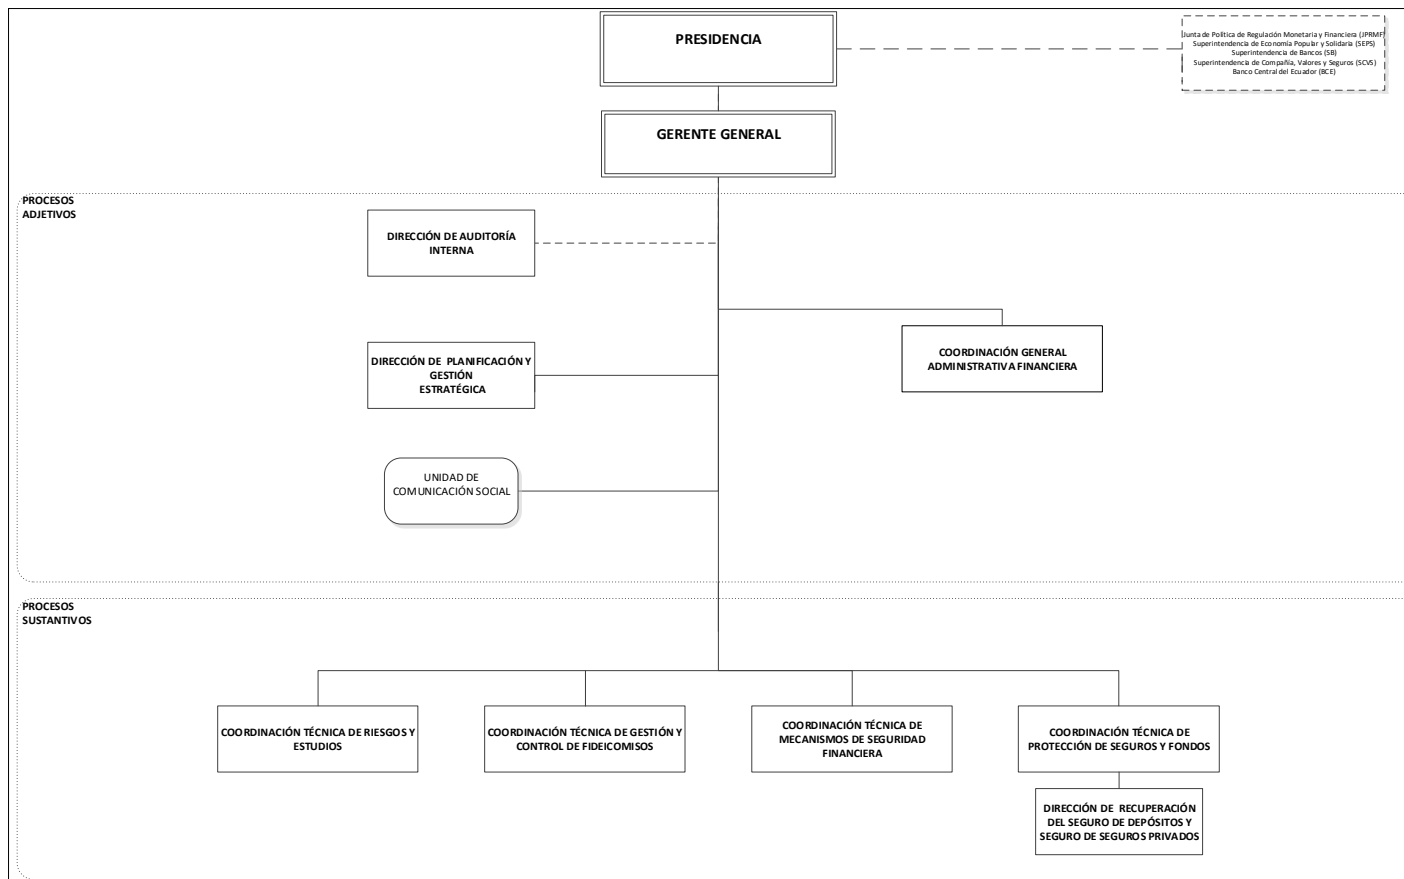 PRESIDENCIA
Junta de Política de Regulación Monetaria y Financiera (JPRMF)
Superintendencia de Economía Popular y Solidaria (SEPS)
Superintendencia de Bancos (SB)
Superintendencia de Compañía, Valores y Seguros (SCVS)
Banco Central del Ecuador (BCE)
GERENTE GENERAL
PROCESOS
ADJETIVOS
DIRECCIÓN DE AUDITORÍA
INTERNA
COORDINACIÓN GENERAL
ADMINISTRATIVA FINANCIERA
DIRECCIÓN DE PLANIFICACIÓN Y
GESTIÓN
ESTRATÉGICA
UNIDAD DE
COMUNICACIÓN SOCIAL
PROCESOS
SUSTANTIVOS
COORDINACIÓN TÉCNICA DE RIESGOS Y
ESTUDIOS
COORDINACIÓN TÉCNICA DE GESTIÓN Y
CONTROL DE FIDEICOMISOS
COORDINACIÓN TÉCNICA DE
MECANISMOS DE SEGURIDAD
FINANCIERA
COORDINACIÓN TÉCNICA DE
PROTECCIÓN DE SEGUROS Y FONDOS
DIRECCIÓN DE RECUPERACIÓN
DEL SEGURO DE DEPÓSITOS Y
SEGURO DE SEGUROS PRIVADOS